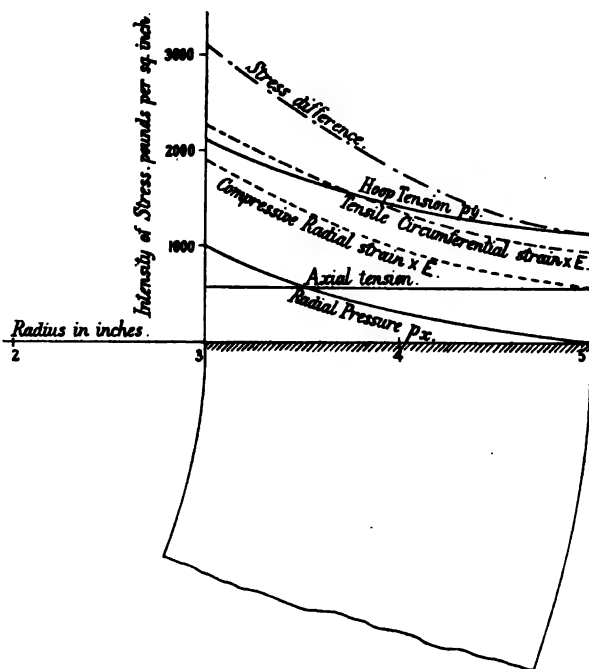 Intensity of Stress. pounds per sq. inch.
3000
2000
1000
Stress difference.
Hoop Tension py.
Tensile Circumferential strain x E
Compressive Radial strain x E.
Axial tension.
Radial Pressure px.
Radius in inches.
2
3
4
5